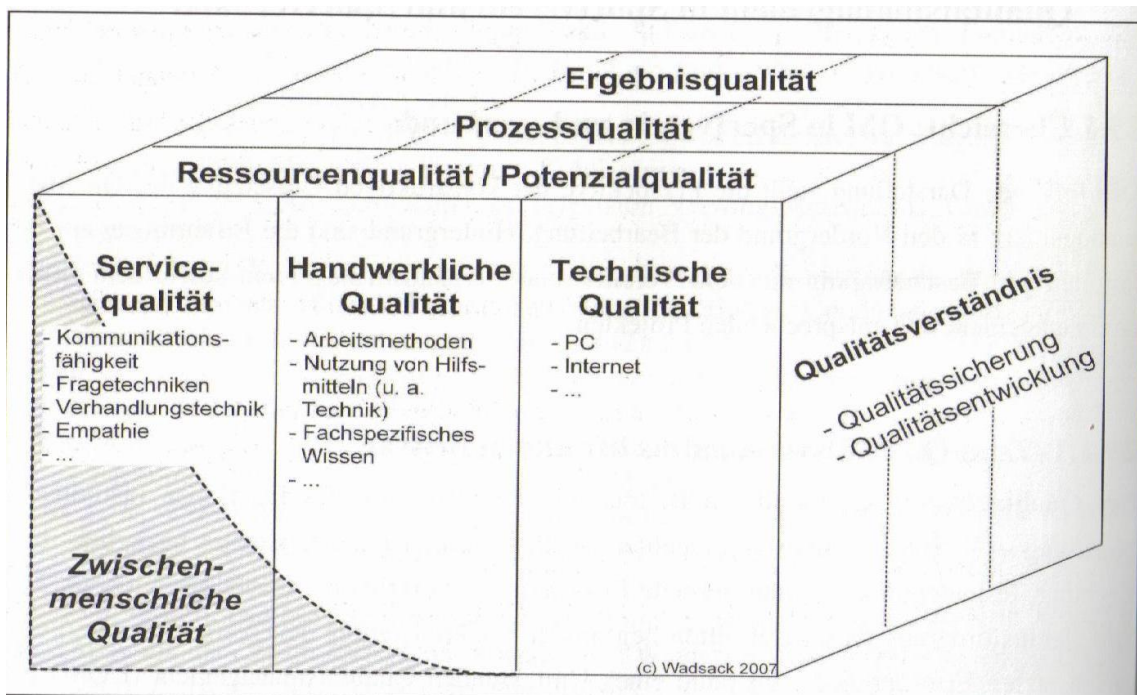 Ergebnisqualität
Prozessqualität
Ressourcenqualität / Potenzialqualität
Service-
qualität
- Kommunikations-
fähigkeit
- Fragetechniken
- Verhandlungstechnik
- Empathie
- ...
Handwerkliche
Qualität
- Arbeitsmethoden
- Nutzung von Hilfs-
mitteln (u. a.
Technik)
- Fachspezifisches
Wissen
- ...
Technische
Qualität
- PC
- Internet
- ...
Qualitätsverständnis
- Qualitätssicherung
- Qualitätsentwicklung
Zwischen-
menschliche
Qualität
(c) Wadsack 2007